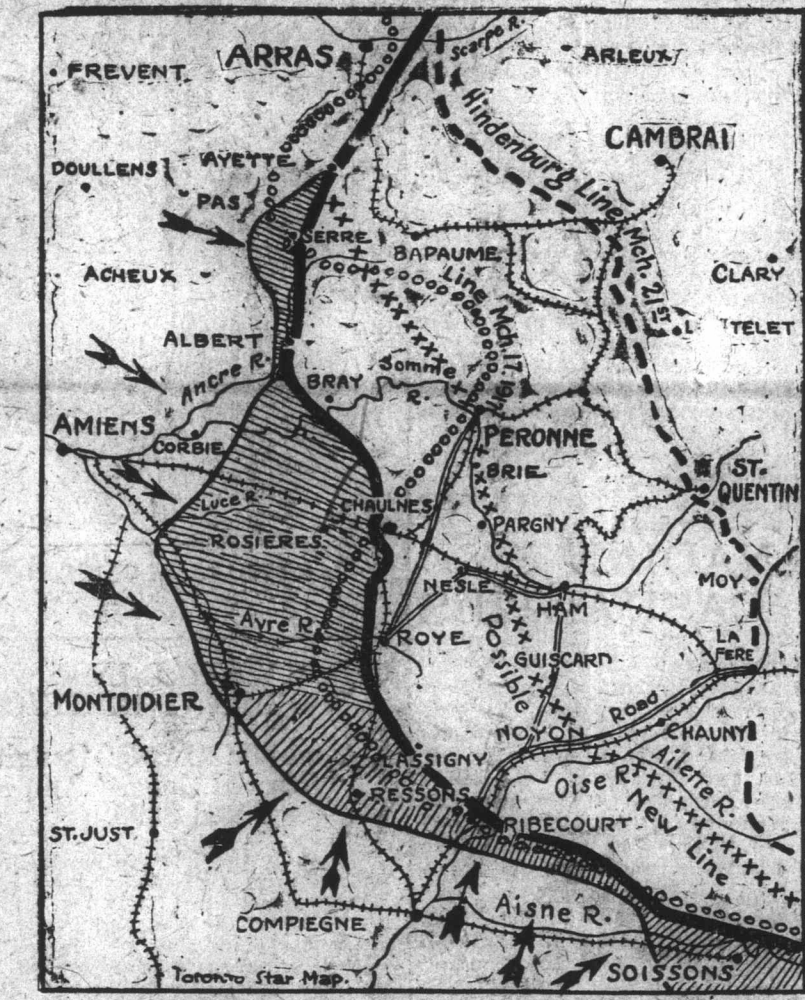 ARRAS
Scarpe R.
ARLEUX
FREVENT
Hindenburg Line Mch. 21st
CAMBRAI
DOULLENS
AYETTE
PAS
SERRE
BAPAUME
ACHEUX
Line Mch. 17. 1917
CLARY
ALBERT
Ancre R.
BRAY
Somme
R.
AMIENS
CORBIE
PERONNE
BRIE
ST.
QUENTIN
Luce R.
CHAULNES
PARGNY
ROSIERES
NESLE
HAM
MOY
Avre R.
ROYE
Possible
GUISCARD
LA
FERE
MONTDIDIER
Road
NOYON
CHAUNY
LASSIGNY
Oise R.
Ailette R.
RESSONS
New Line
ST. JUST
RIBECOURT
COMPIEGNE
Aisne R.
Toronto Star Map.
SOISSONS